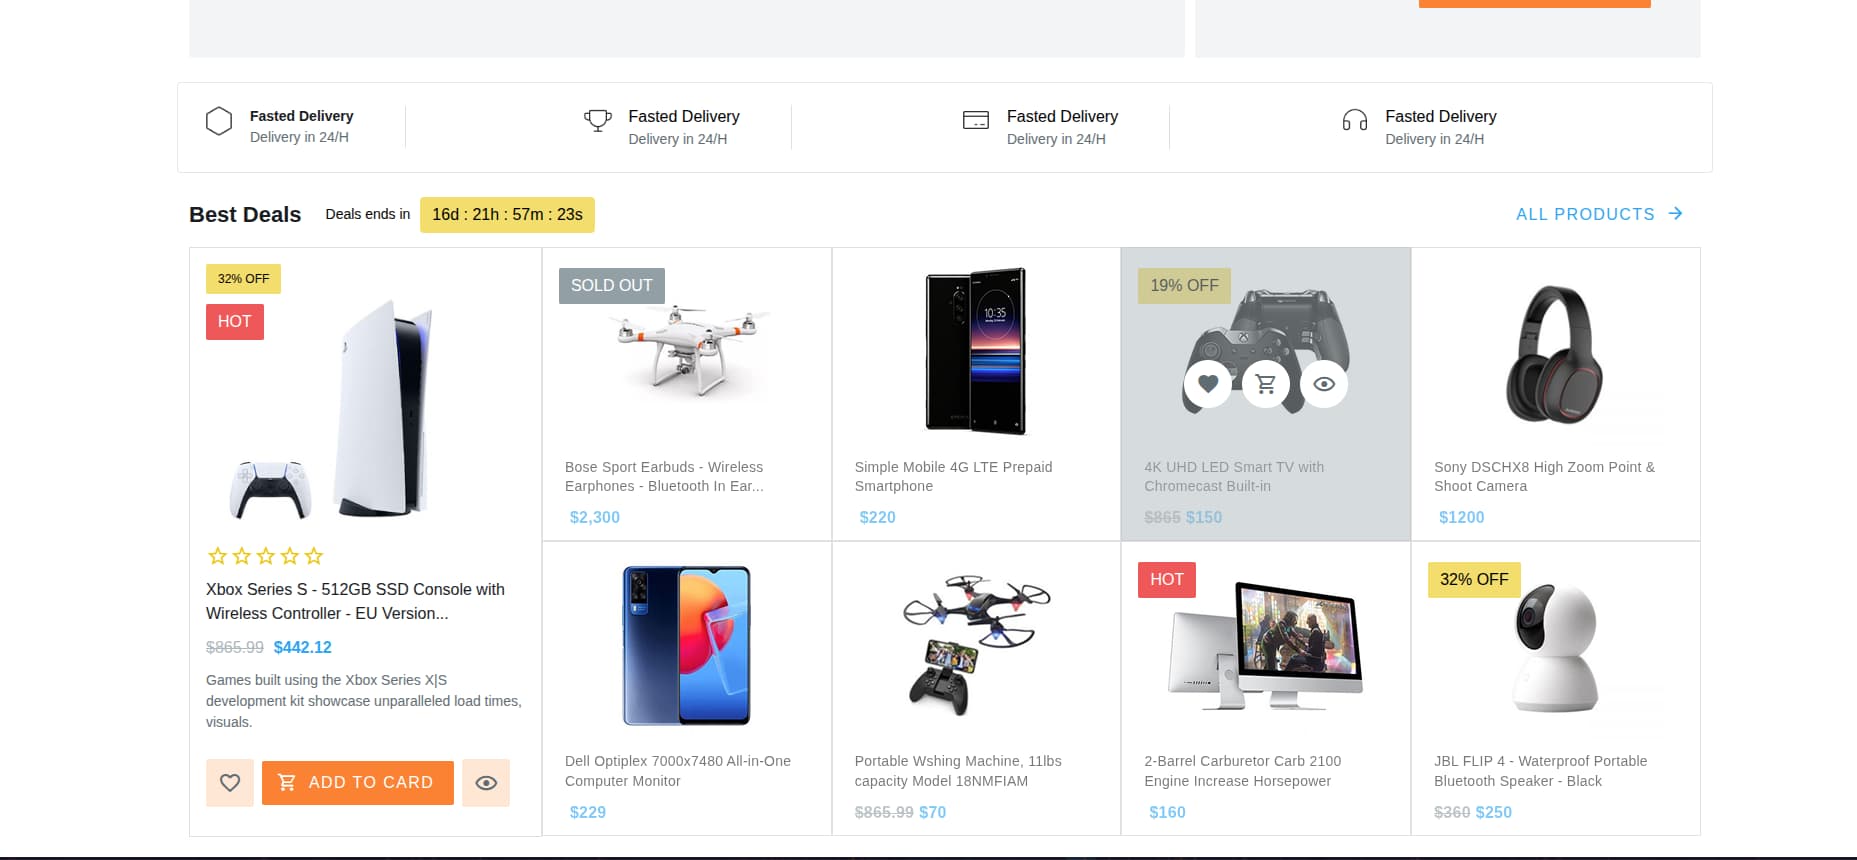 Fasted Delivery
Delivery in 24/H
Fasted Delivery
Delivery in 24/H
Fasted Delivery
Delivery in 24/H
Fasted Delivery
Delivery in 24/H
Best Deals
Deals ends in
16d : 21h : 57m : 23s
ALL PRODUCTS
32% OFF
HOT
Xbox Series S - 512GB SSD Console with
Wireless Controller - EU Version...
$865.99 $442.12
Games built using the Xbox Series X|S
development kit showcase unparalleled load times,
visuals.
ADD TO CARD
SOLD OUT
Bose Sport Earbuds - Wireless
Earphones - Bluetooth In Ear...
$2,300
10:35
Simple Mobile 4G LTE Prepaid
Smartphone
$220
19% OFF
4K UHD LED Smart TV with
Chromecast Built-in
$865 $150
Sony DSCHX8 High Zoom Point &
Shoot Camera
$1200
Dell Optiplex 7000x7480 All-in-One
Computer Monitor
$229
Portable Wshing Machine, 11lbs
capacity Model 18NMFIAM
$865.99 $70
HOT
2-Barrel Carburetor Carb 2100
Engine Increase Horsepower
$160
32% OFF
JBL FLIP 4 - Waterproof Portable
Bluetooth Speaker - Black
$360 $250